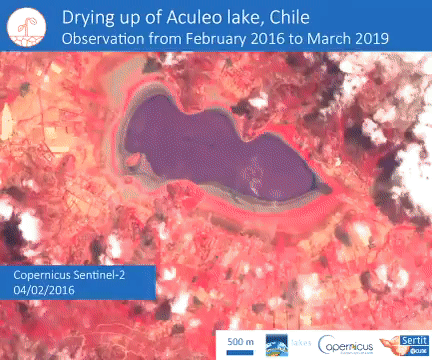 Drying up of Aculeo lake, Chile
Observation from February 2016 to March 2019
Copernicus Sentinel-2
04/02/2016
500 m
lakes
Copernicus
Sertit